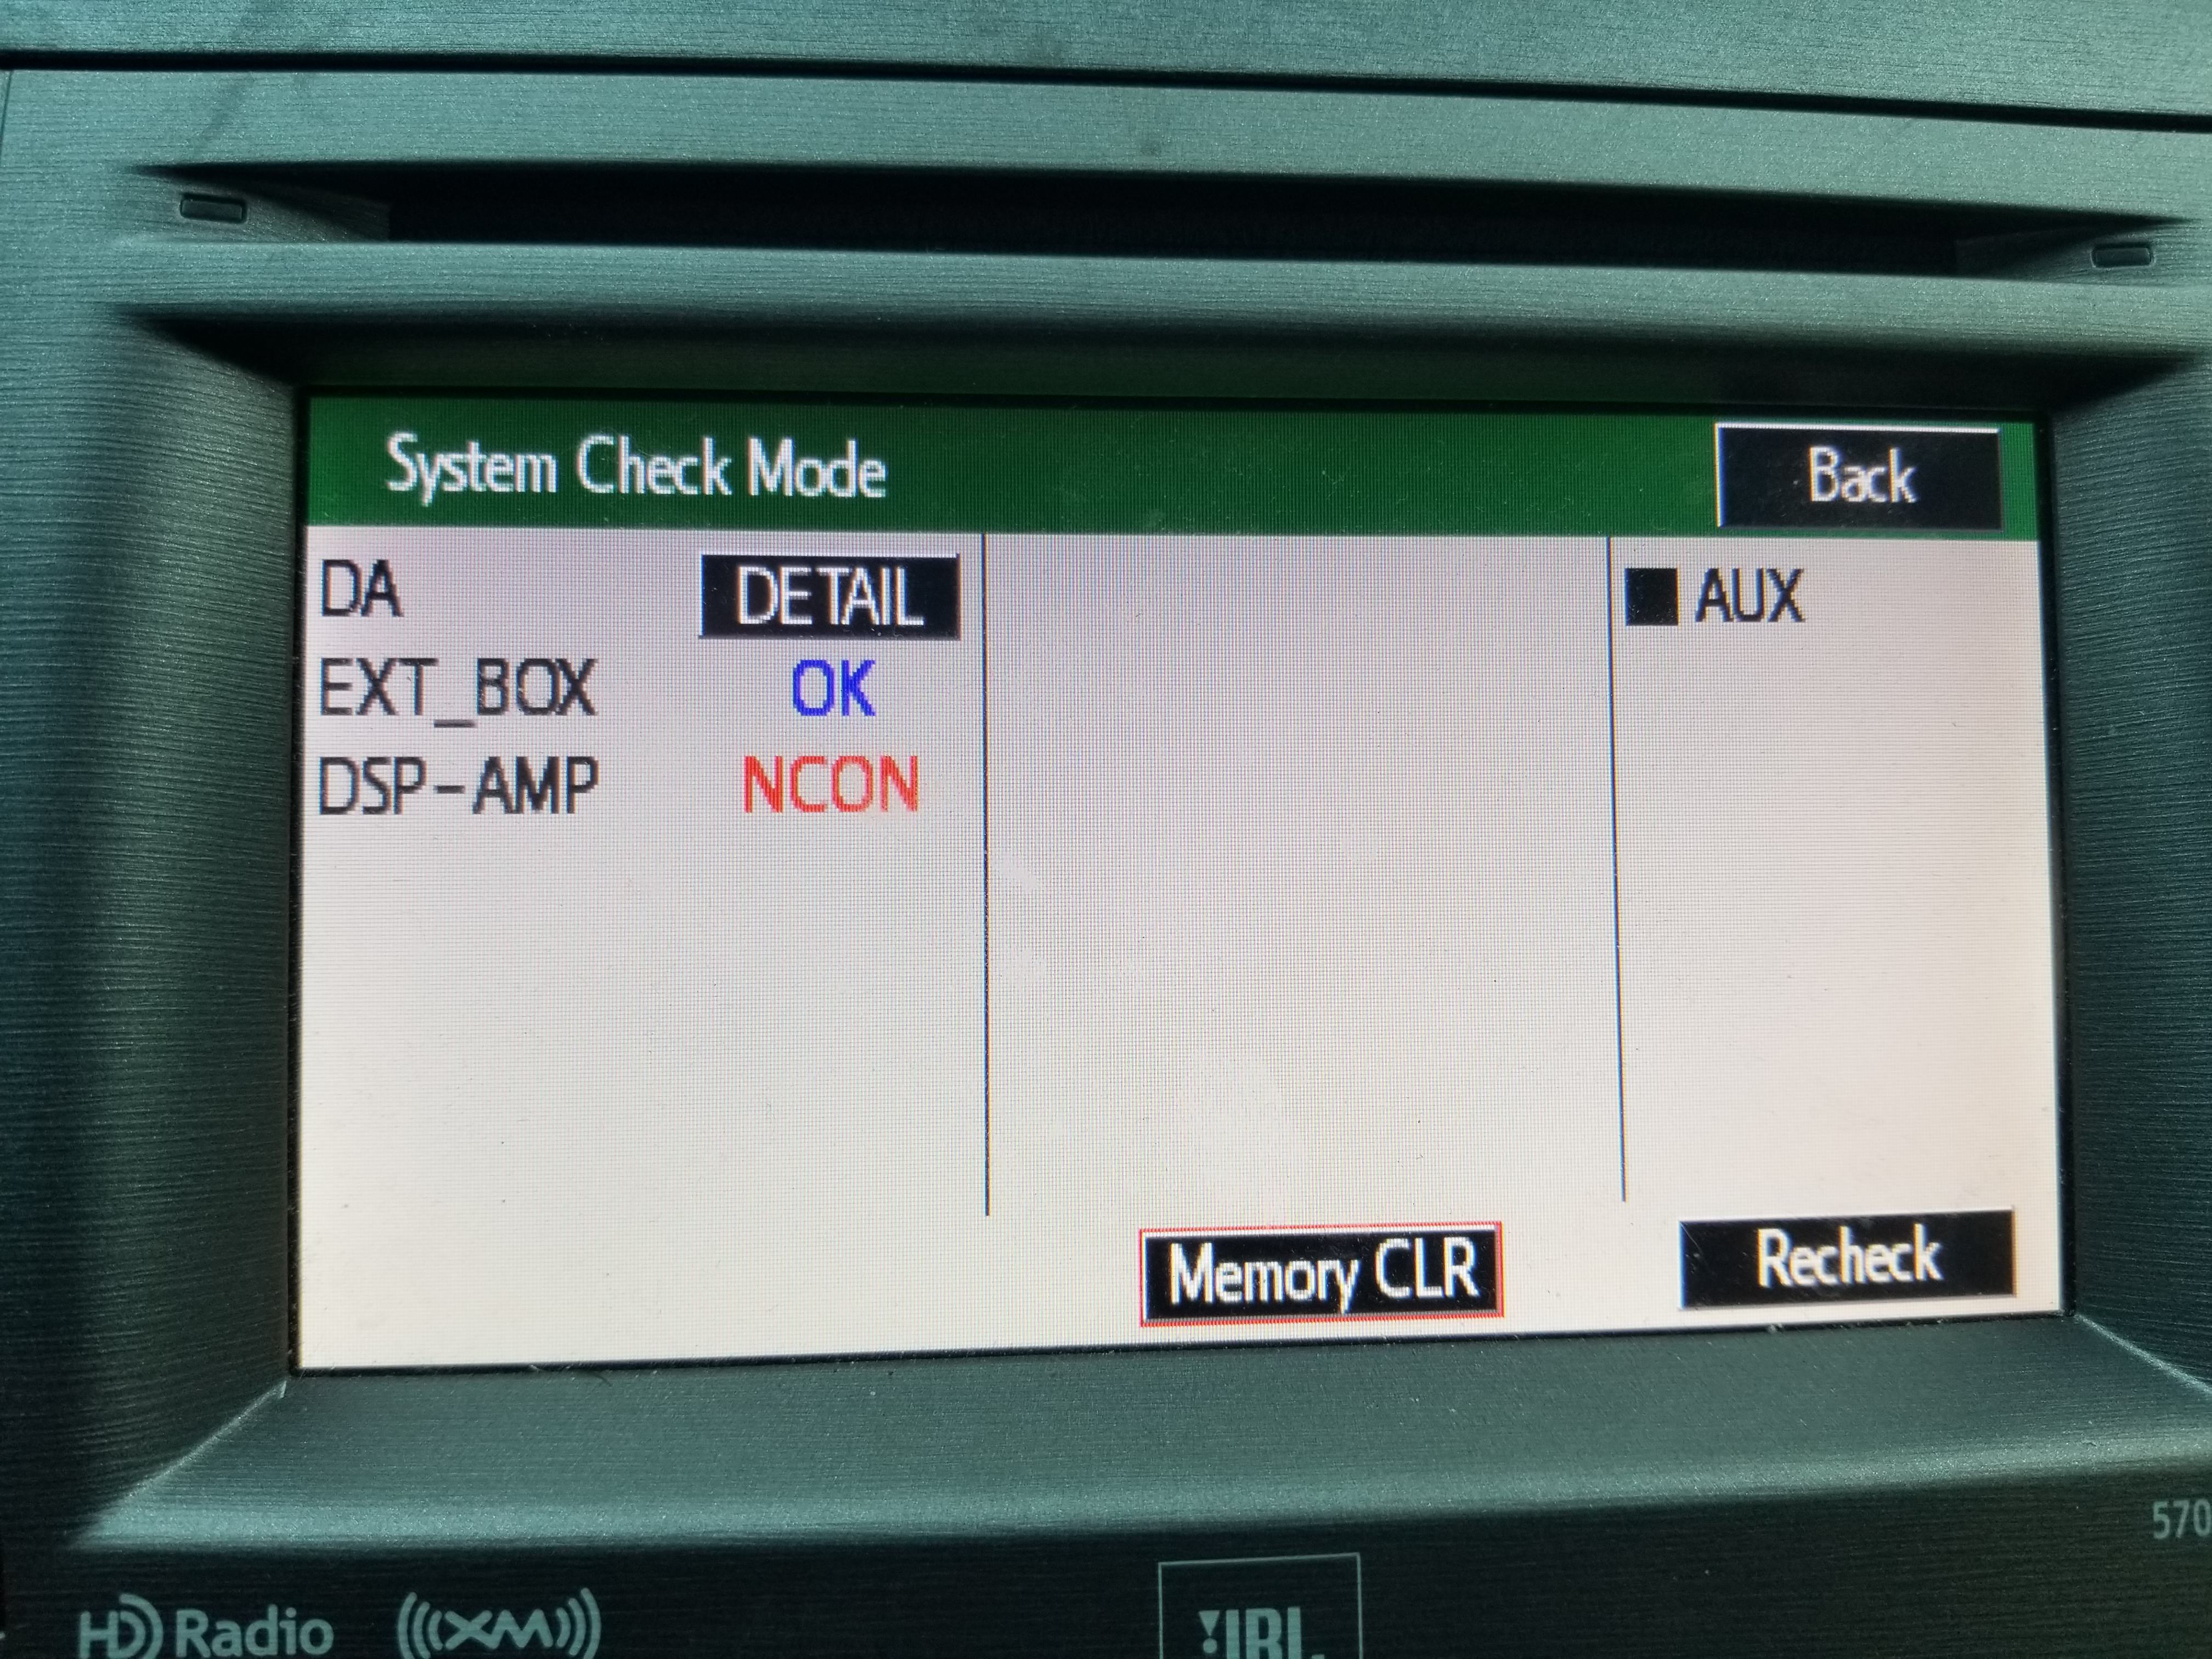 System Check Mode
Back
DA
DETAIL
AUX
EXT_BOX
OK
DSP-AMP
NCON
Memory CLR
Recheck
570
HD Radio
((XM))
JBL